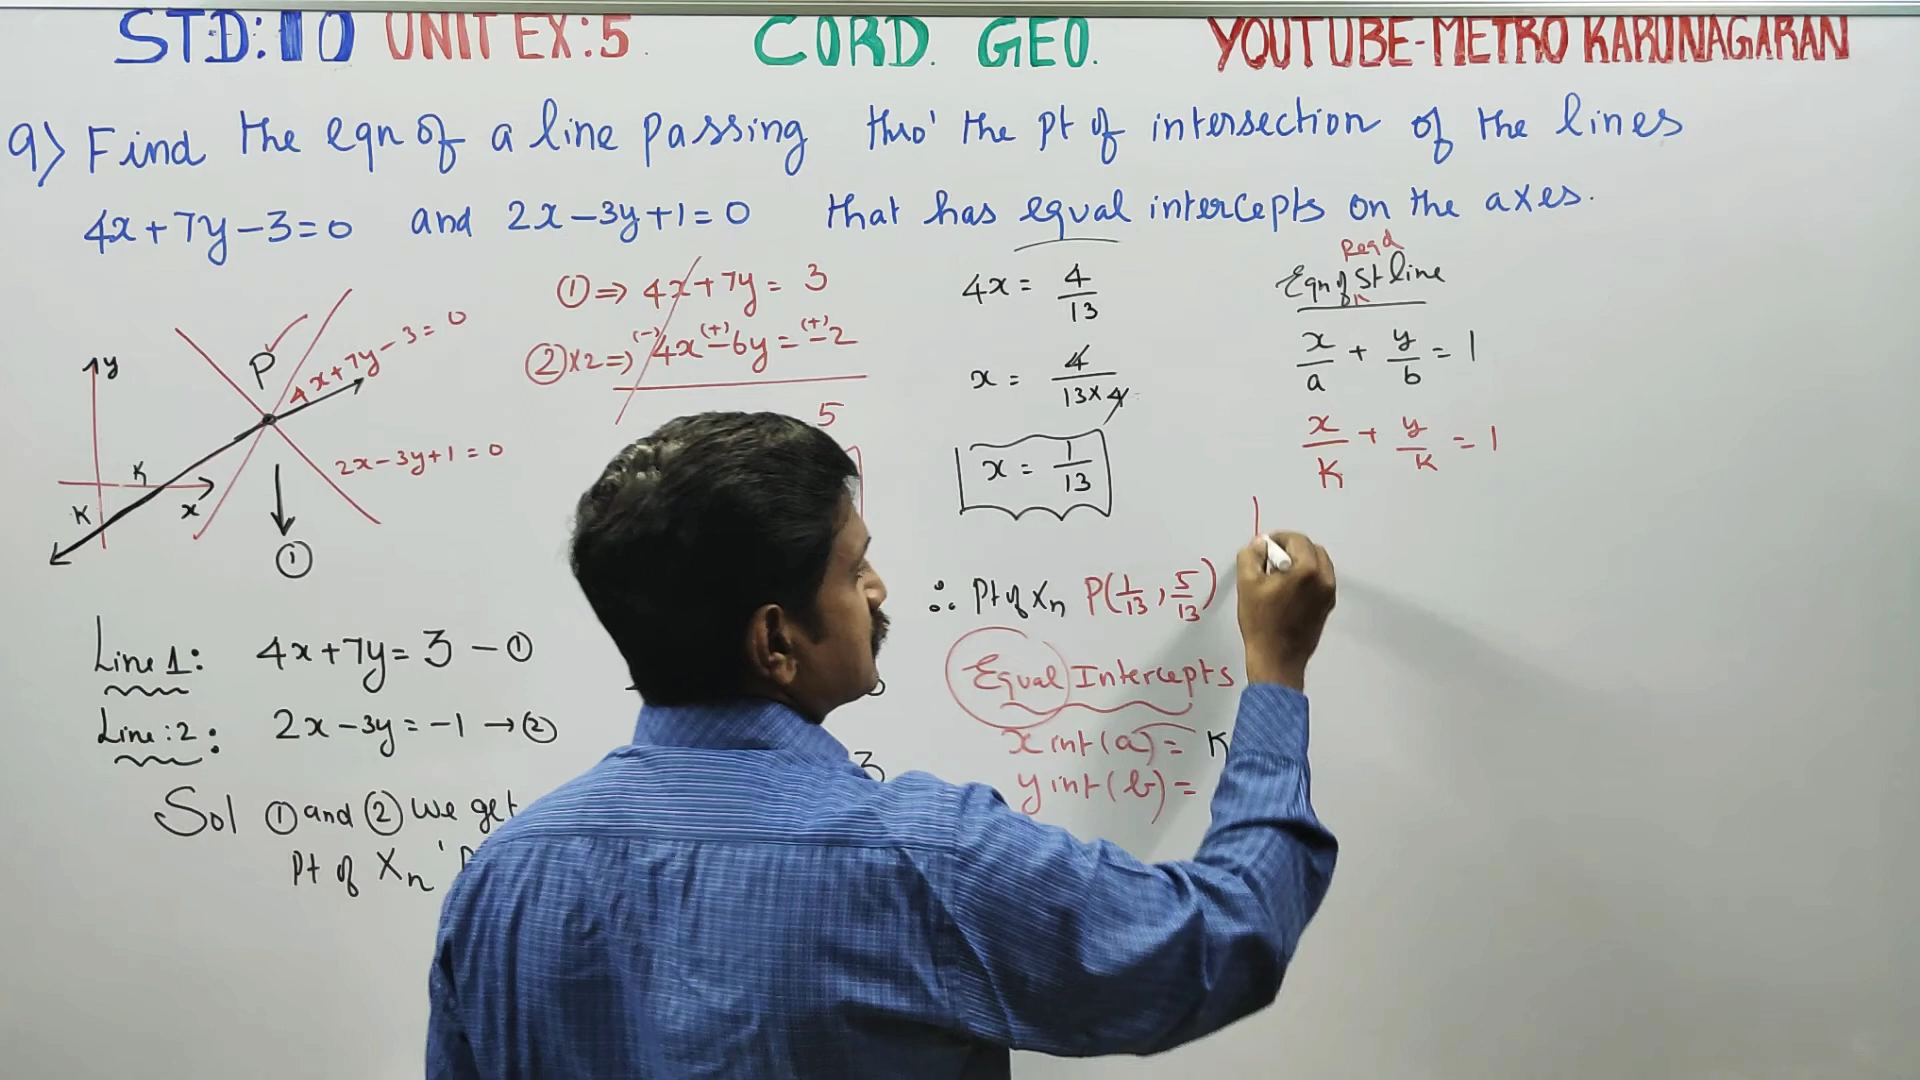 STD: 10 UNIT EX: 5. CORD. GEO. YOUTUBE-METRO KARUNAGARAN
9) Find the eqn of a line passing thro' the pt of intersection of the lines
4x+7y-3=0 and 2x-3y+1=0 that has equal intercepts on the axes.
y
P
4x+7y-3=0
2x-3y+1=0
K
K
x
①
Line 1: 4x+7y=3 - ①
Line: 2: 2x-3y=-1 → ②
Sol ① and ② we get
Pt of Xn '
① ⇒ 4x+7y = 3
② x2 ⇒ (-) 4x (+) -6y = (+) -2
5
3
4x = 4/13
x = 4/13×4
x = 1/13
∴ Pt of Xn P(1/13, 5/13)
Equal Intercepts
x int(a) = K
y int(b) =
Reqd
Eqn of St line
x/a + y/b = 1
x/K + y/K = 1